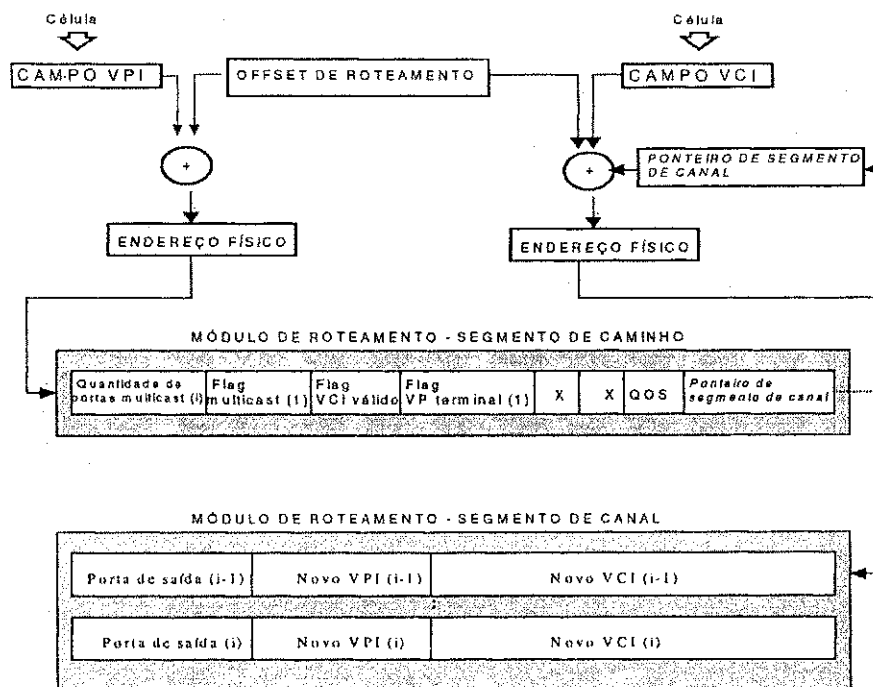 Célula
Célula
CAMPO VPI
OFFSET DE ROTEAMENTO
CAMPO VCI
+
+
PONTEIRO DE SEGMENTO
DE CANAL
ENDEREÇO FÍSICO
ENDEREÇO FÍSICO
MÓDULO DE ROTEAMENTO - SEGMENTO DE CAMINHO
Quantidade de
portas multicast (i)
Flag
multicast (1)
Flag
VCI válido
Flag
VP terminal (1)
X
X
QOS
Ponteiro de
segmento de canal
MÓDULO DE ROTEAMENTO - SEGMENTO DE CANAL
Porta de saída (i-1)
Novo VPI (i-1)
Novo VCI (i-1)
:
Porta de saída (i)
Novo VPI (i)
Novo VCI (i)